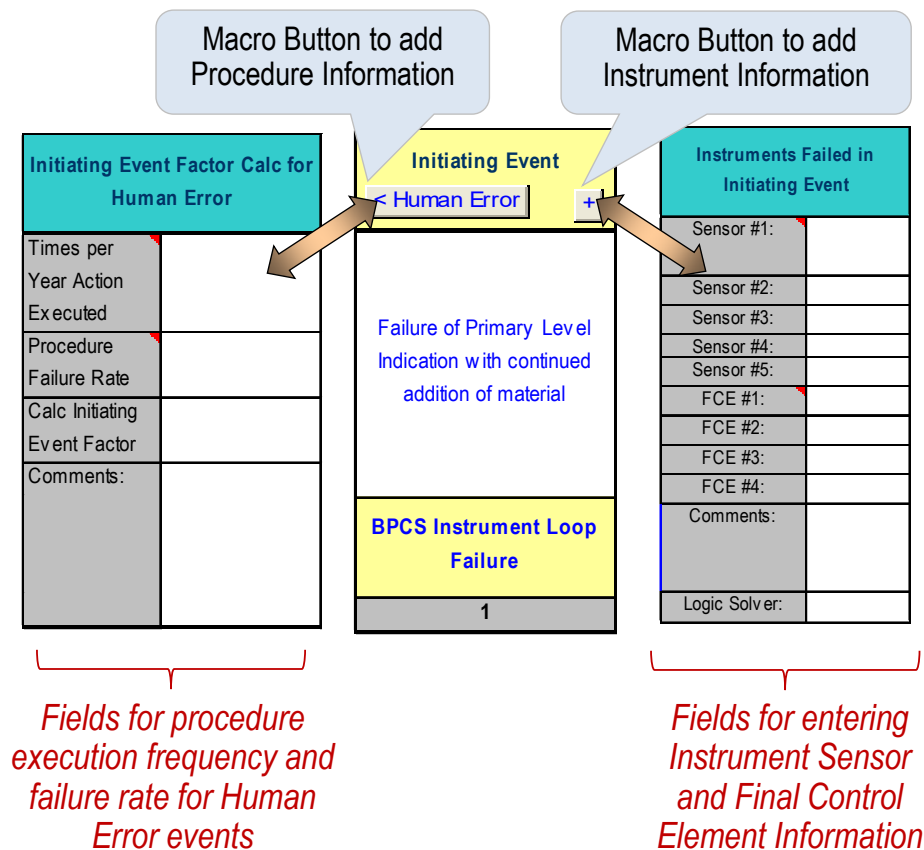 Macro Button to add
Procedure Information
Macro Button to add
Instrument Information
Initiating Event Factor Calc for
Human Error
Times per
Year Action
Executed
Procedure
Failure Rate
Calc Initiating
Event Factor
Comments:
Initiating Event
< Human Error
+
Failure of Primary Level
Indication with continued
addition of material
BPCS Instrument Loop
Failure
1
Instruments Failed in
Initiating Event
Sensor #1:
Sensor #2:
Sensor #3:
Sensor #4:
Sensor #5:
FCE #1:
FCE #2:
FCE #3:
FCE #4:
Comments:
Logic Solver:
Fields for procedure
execution frequency and
failure rate for Human
Error events
Fields for entering
Instrument Sensor
and Final Control
Element Information